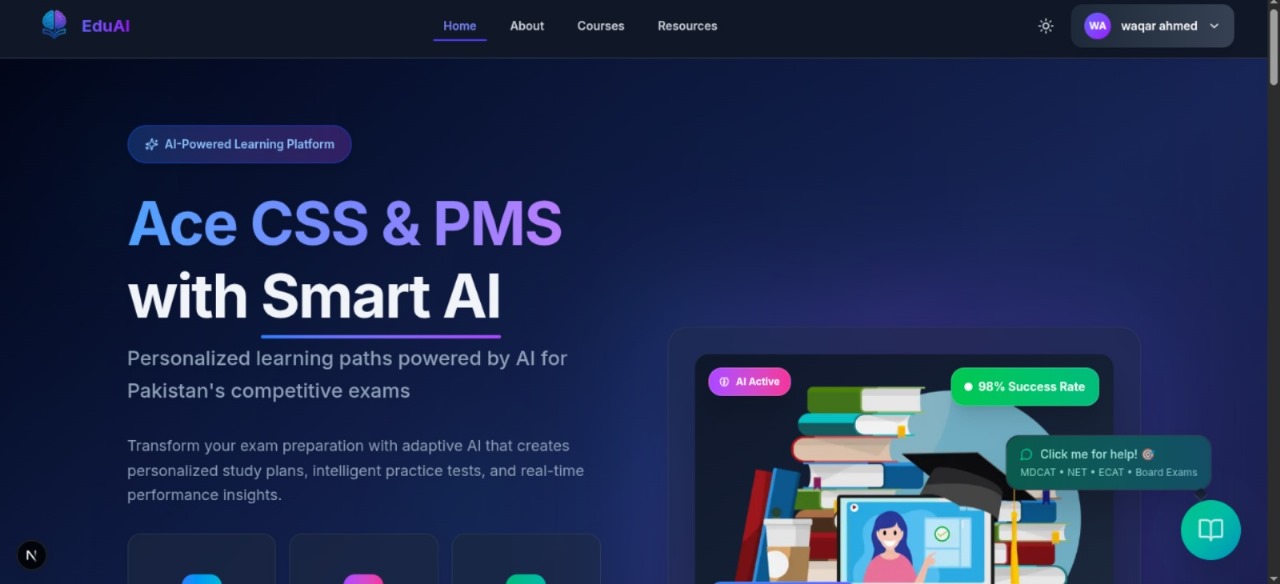 EduAI
Home
About
Courses
Resources
WA
waqar ahmed
AI-Powered Learning Platform
Ace CSS & PMS
with Smart AI
Personalized learning paths powered by AI for
Pakistan's competitive exams
Transform your exam preparation with adaptive AI that creates
personalized study plans, intelligent practice tests, and real-time
performance insights.
AI Active
98% Success Rate
Click me for help!
MDCAT • NET • ECAT • Board Exams
N